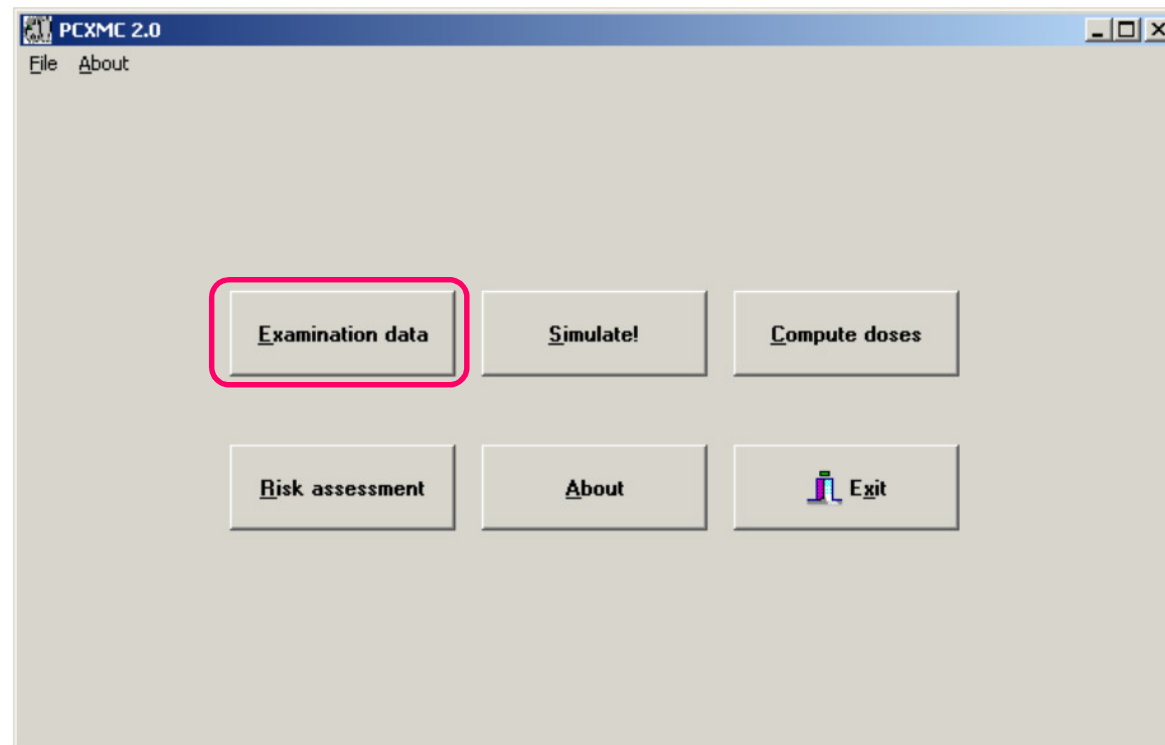 PCXMC 2.0
File About
Examination data Simulate! Compute doses
Risk assessment About Exit